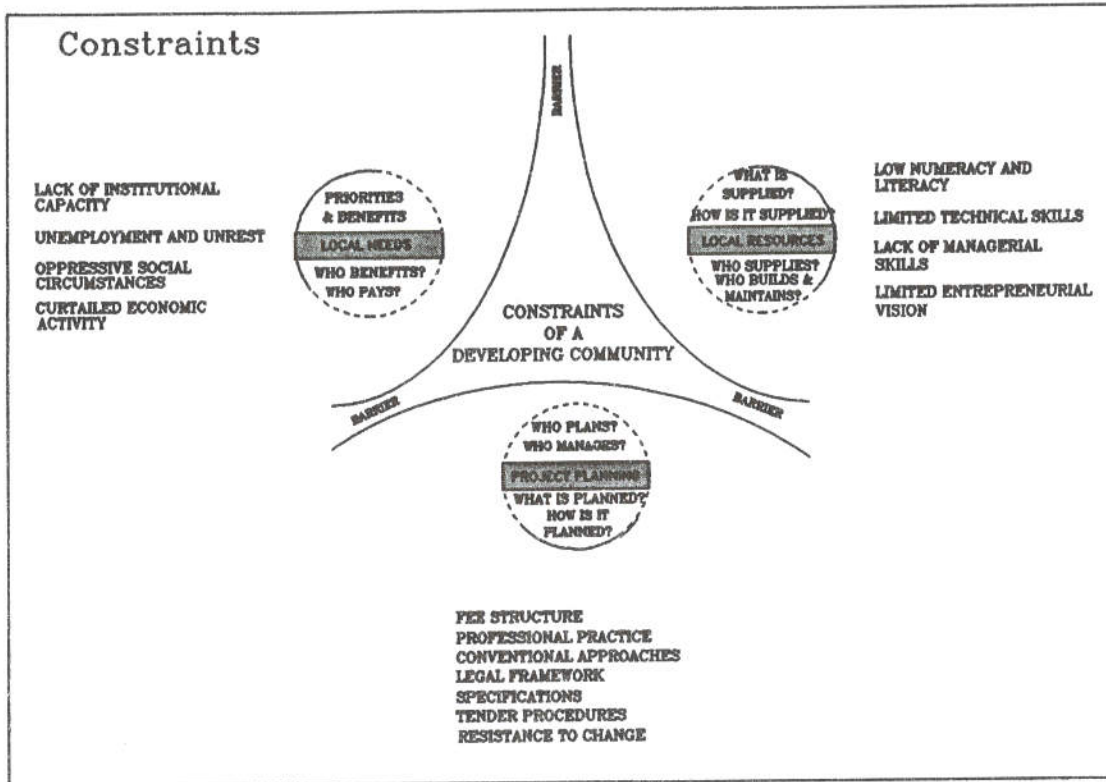 Constraints
BARRIER
LACK OF INSTITUTIONAL
CAPACITY
UNEMPLOYMENT AND UNREST
OPPRESSIVE SOCIAL
CIRCUMSTANCES
CURTAILED ECONOMIC
ACTIVITY
PRIORITIES
& BENEFITS
LOCAL NEEDS
WHO BENEFITS?
WHO PAYS?
WHAT IS
SUPPLIED?
HOW IS IT SUPPLIED?
LOCAL RESOURCES
WHO SUPPLIES?
WHO BUILDS &
MAINTAINS?
LOW NUMERACY AND
LITERACY
LIMITED TECHNICAL SKILLS
LACK OF MANAGERIAL
SKILLS
LIMITED ENTREPRENEURIAL
VISION
CONSTRAINTS
OF A
DEVELOPING COMMUNITY
BARRIER
BARRIER
WHO PLANS?
WHO MANAGES?
PROJECT PLANNING
WHAT IS PLANNED?
HOW IS IT
PLANNED?
FEE STRUCTURE
PROFESSIONAL PRACTICE
CONVENTIONAL APPROACHES
LEGAL FRAMEWORK
SPECIFICATIONS
TENDER PROCEDURES
RESISTANCE TO CHANGE